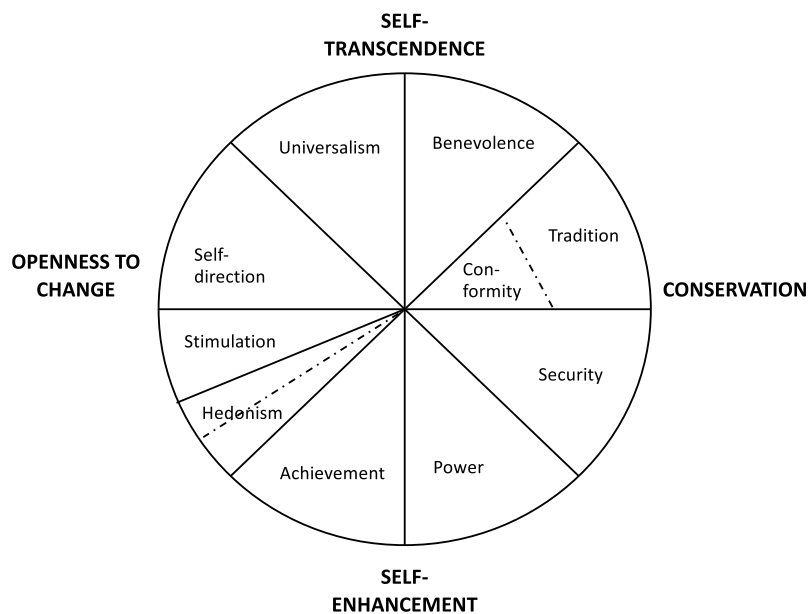 SELF-
TRANSCENDENCE
Universalism
Benevolence
Self-
direction
Tradition
Con-
formity
OPENNESS TO
CHANGE
CONSERVATION
Stimulation
Security
Hedonism
Achievement
Power
SELF-
ENHANCEMENT